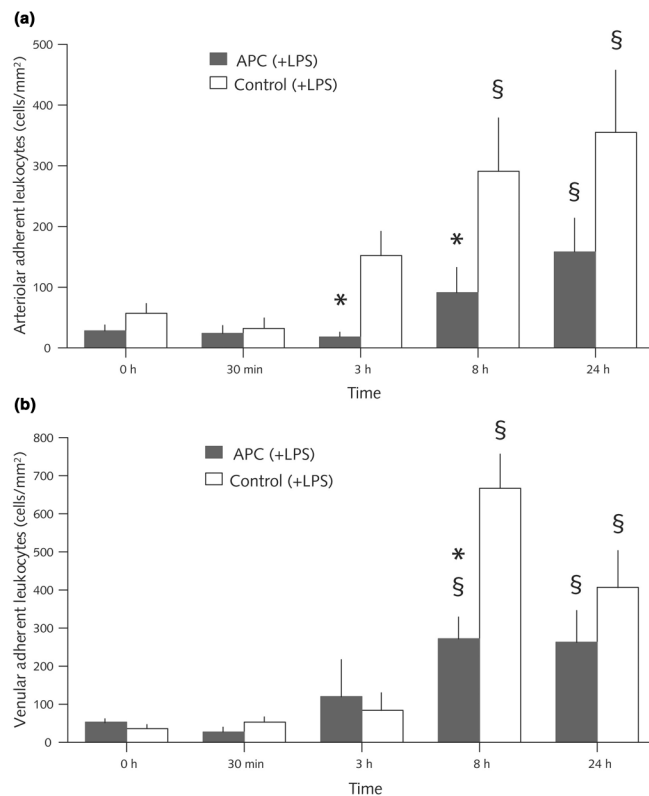 (a)
500
400
300
200
100
0
Arteriolar adherent leukocytes (cells/mm²)
APC (+LPS)
Control (+LPS)
*
*
§
§
§
0 h
30 min
3 h
8 h
24 h
Time
(b)
800
700
600
500
400
300
200
100
0
Venular adherent leukocytes (cells/mm²)
APC (+LPS)
Control (+LPS)
*
§
§
§
§
0 h
30 min
3 h
8 h
24 h
Time